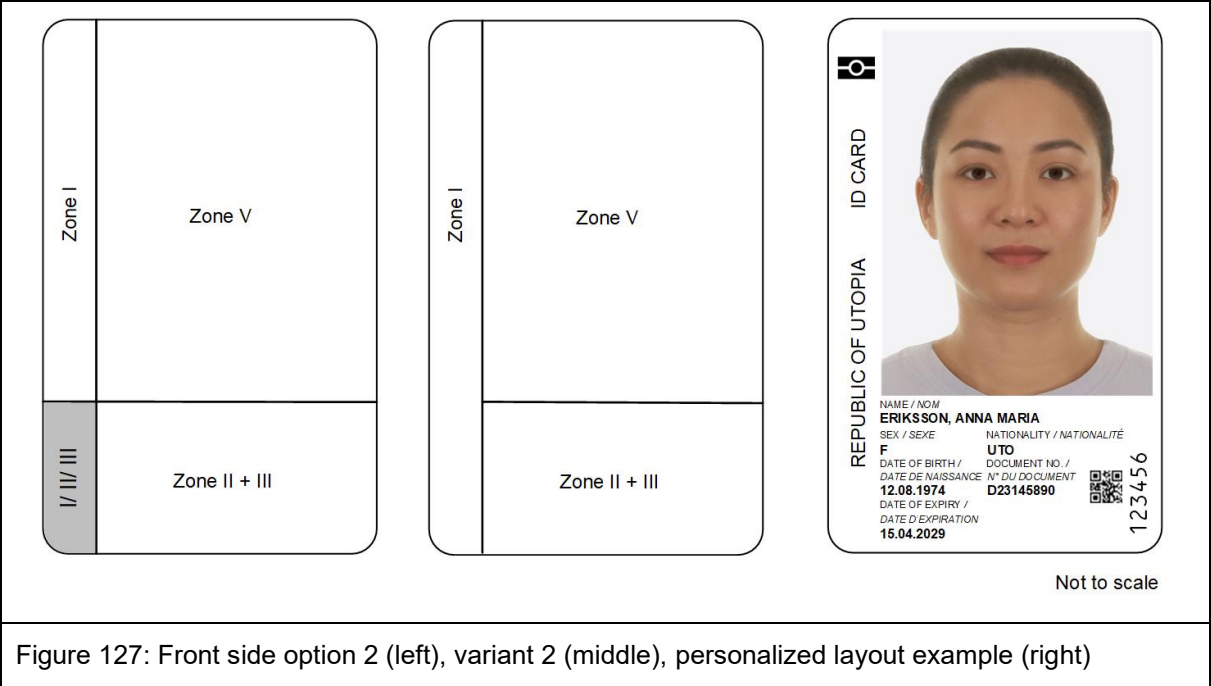 Zone I
Zone V
I/ II/ III
Zone II + III
Zone I
Zone V
Zone II + III
REPUBLIC OF UTOPIA ID CARD
NAME / NOM
ERIKSSON, ANNA MARIA
SEX / SEXE NATIONALITY / NATIONALITÉ
F UTO
DATE OF BIRTH / DOCUMENT NO. /
DATE DE NAISSANCE N° DU DOCUMENT
12.08.1974 D23145890
DATE OF EXPIRY /
DATE D'EXPIRATION
15.04.2029
123456
Not to scale
Figure 127: Front side option 2 (left), variant 2 (middle), personalized layout example (right)